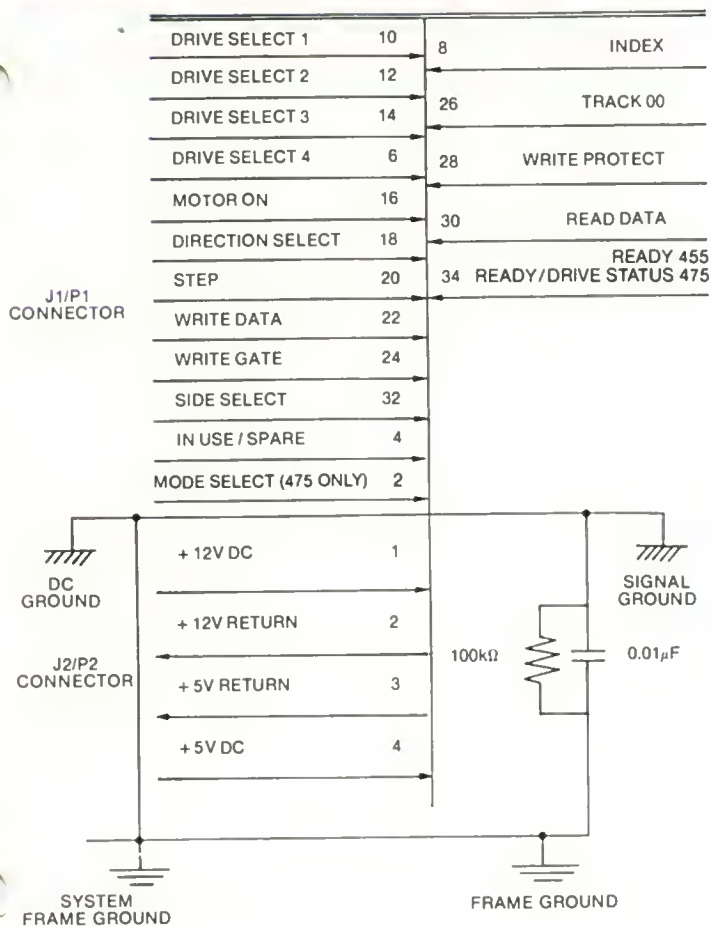 DRIVE SELECT 1 10
8 INDEX
DRIVE SELECT 2 12
26 TRACK 00
DRIVE SELECT 3 14
DRIVE SELECT 4 6
28 WRITE PROTECT
MOTOR ON 16
30 READ DATA
DIRECTION SELECT 18
READY 455
STEP 20
34 READY/DRIVE STATUS 475
J1/P1
CONNECTOR
WRITE DATA 22
WRITE GATE 24
SIDE SELECT 32
IN USE / SPARE 4
MODE SELECT (475 ONLY) 2
+ 12V DC 1
DC
GROUND
SIGNAL
GROUND
+ 12V RETURN 2
J2/P2
CONNECTOR
100kΩ
0.01μF
+ 5V RETURN 3
+ 5V DC 4
SYSTEM
FRAME GROUND
FRAME GROUND